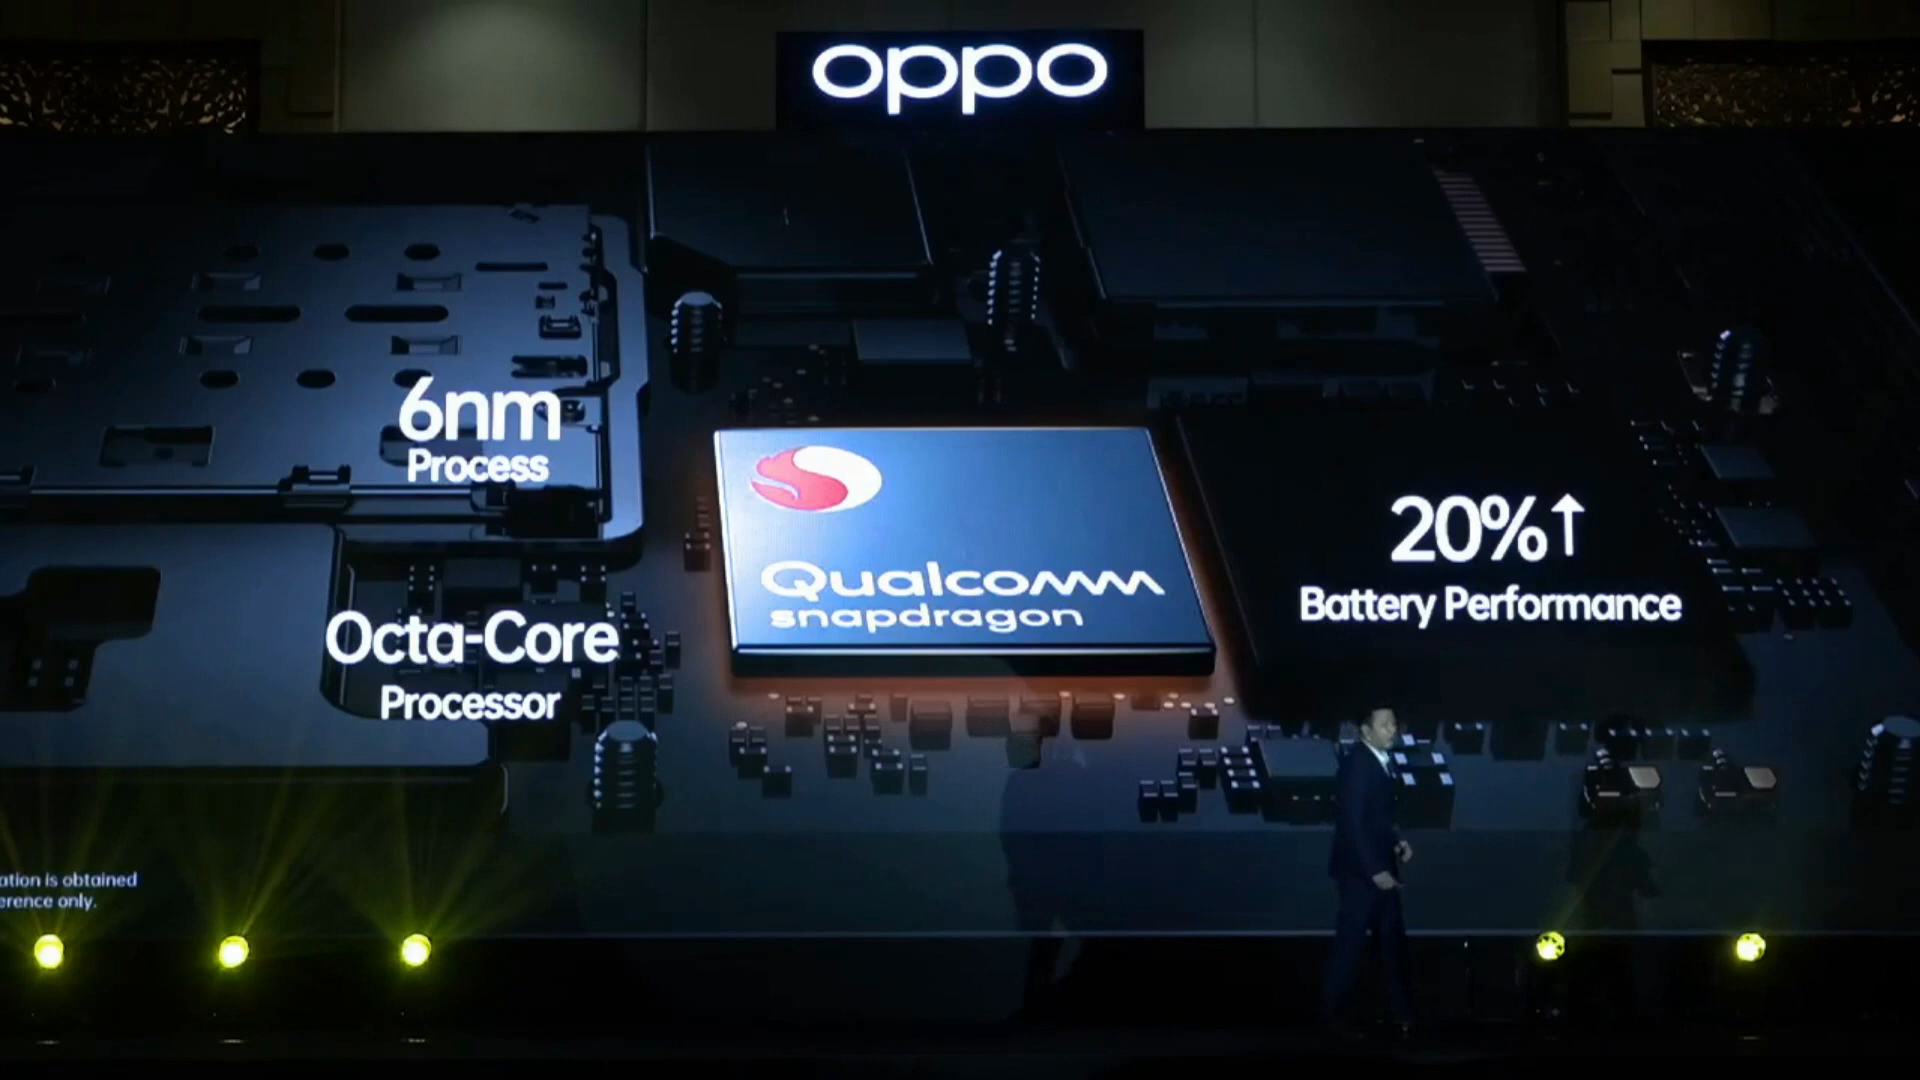 oppo
6nm
Process
Octa-Core
Processor
Qualcomm
snapdragon
20%↑
Battery Performance
ation is obtained
erence only.